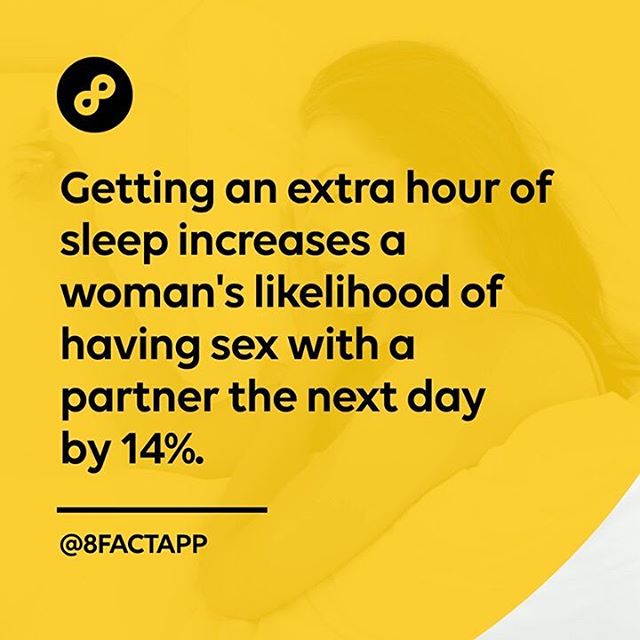 Getting an extra hour of
sleep increases a
woman's likelihood of
having sex with a
partner the next day
by 14%.
@8FACTAPP